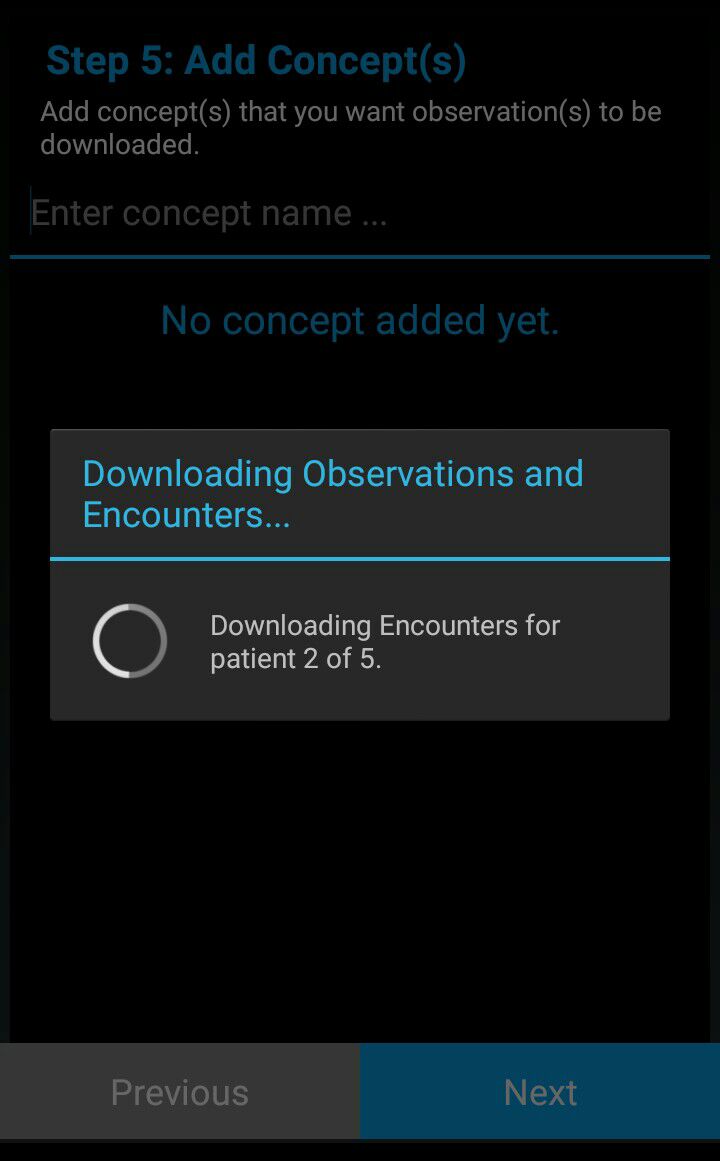 Step 5: Add Concept(s)
Add concept(s) that you want observation(s) to be
downloaded.
Enter concept name ...
No concept added yet.
Downloading Observations and
Encounters...
Downloading Encounters for
patient 2 of 5.
Previous
Next